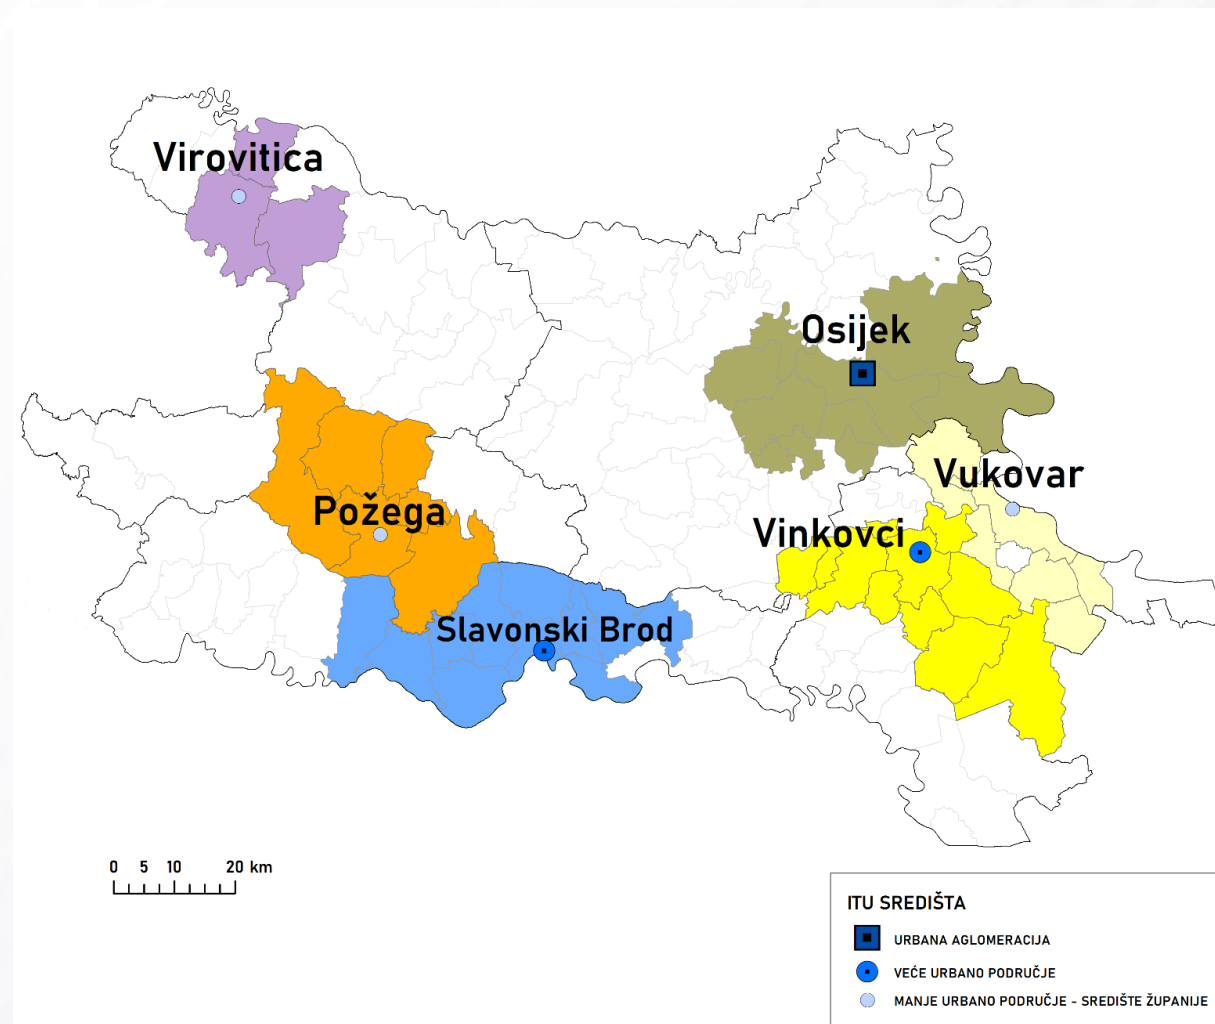 Virovitica
Osijek
Vukovar
Požega
Vinkovci
Slavonski Brod
0 5 10 20 km
ITU SREDIŠTA
URBANA AGLOMERACIJA
VEĆE URBANO PODRUČJE
MANJE URBANO PODRUČJE - SREDIŠTE ŽUPANIJE